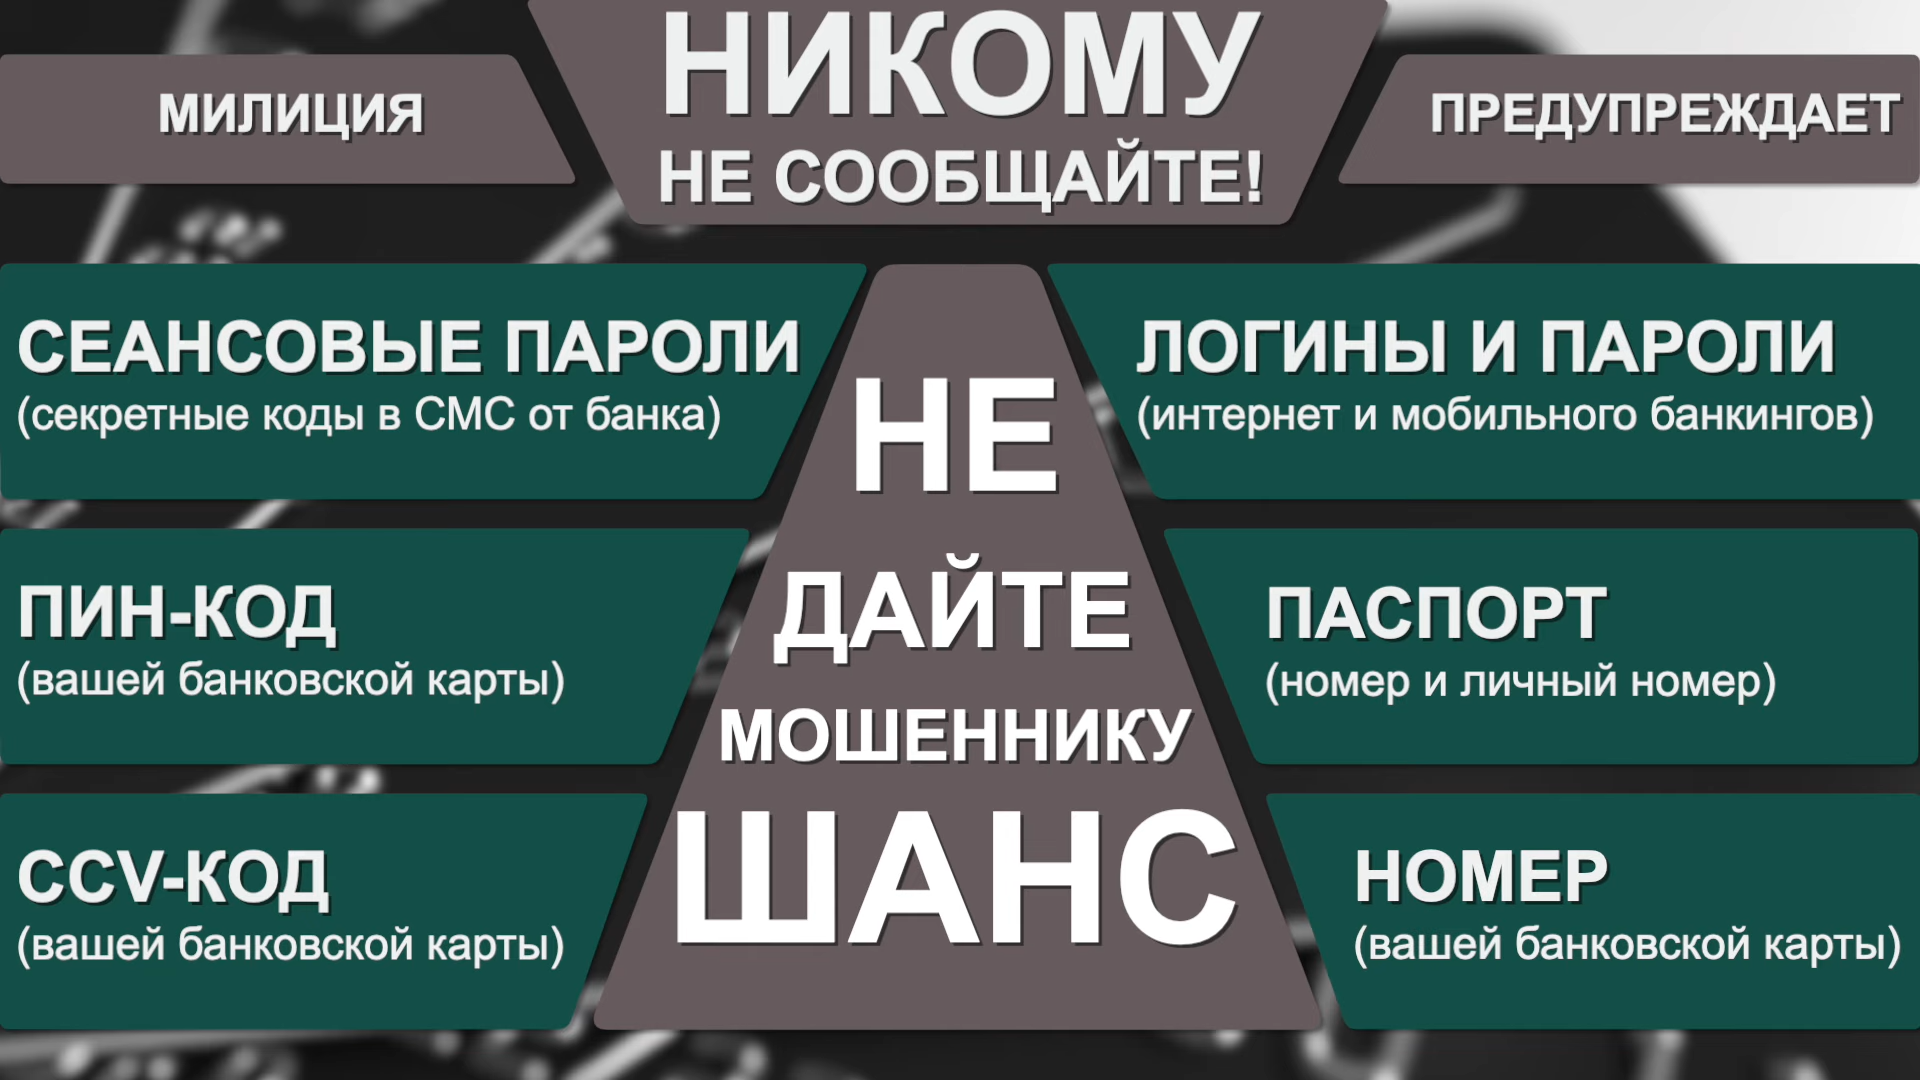 МИЛИЦИЯ
НИКОМУ
НЕ СООБЩАЙТЕ!
ПРЕДУПРЕЖДАЕТ
СЕАНСОВЫЕ ПАРОЛИ
(секретные коды в СМС от банка)
ПИН-КОД
(вашей банковской карты)
CCV-КОД
(вашей банковской карты)
НЕ
ДАЙТЕ
МОШЕННИКУ
ШАНС
ЛОГИНЫ И ПАРОЛИ
(интернет и мобильного банкингов)
ПАСПОРТ
(номер и личный номер)
НОМЕР
(вашей банковской карты)